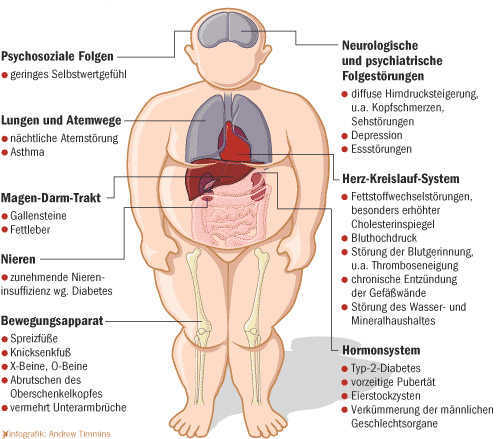 Psychosoziale Folgen
geringes Selbstwertgefühl
Lungen und Atemwege
nächtliche Atemstörung
Asthma
Magen-Darm-Trakt
Gallensteine
Fettleber
Nieren
zunehmende Nieren-
insuffizienz wg. Diabetes
Bewegungsapparat
Spreizfüße
Knicksenkfuß
X-Beine, O-Beine
Abrutschen des
Oberschenkelkopfes
vermehrt Unterarmbrüche
infografik: Andrew Timmins
Neurologische
und psychiatrische
Folgestörungen
diffuse Hirndrucksteigerung,
u.a. Kopfschmerzen,
Sehstörungen
Depression
Essstörungen
Herz-Kreislauf-System
Fettstoffwechselstörungen,
besonders erhöhter
Cholesterinspiegel
Bluthochdruck
Störung der Blutgerinnung,
u.a. Thromboseneigung
chronische Entzündung
der Gefäßwände
Störung des Wasser- und
Mineralhaushaltes
Hormonsystem
Typ-2-Diabetes
vorzeitige Pubertät
Eierstockzysten
Verkümmerung der männlichen
Geschlechtsorgane